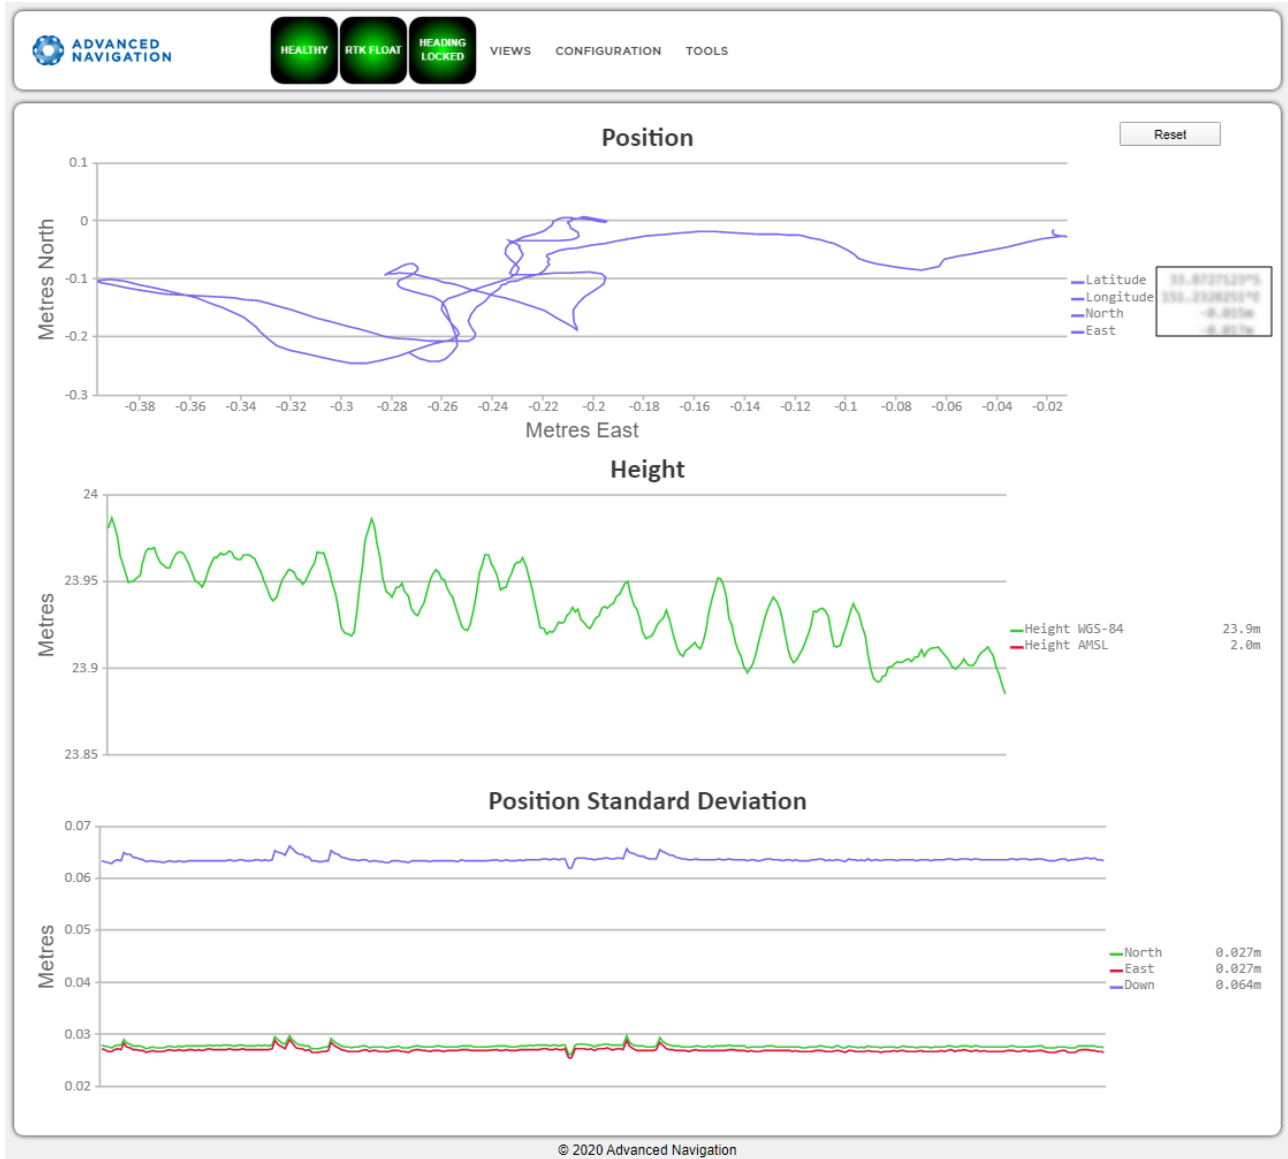 ADVANCED
NAVIGATION
HEALTHY
RTK FLOAT
HEADING
LOCKED
VIEWS
CONFIGURATION
TOOLS
Position
Reset
Metres North
0.1
0
-0.1
-0.2
-0.3
-0.38 -0.36 -0.34 -0.32 -0.3 -0.28 -0.26 -0.24 -0.22 -0.2 -0.18 -0.16 -0.14 -0.12 -0.1 -0.08 -0.06 -0.04 -0.02
Metres East
Latitude
Longitude
North
East
Height
Metres
24
23.95
23.9
23.85
Height WGS-84 23.9m
Height AMSL 2.0m
Position Standard Deviation
Metres
0.07
0.06
0.05
0.04
0.03
0.02
North 0.027m
East 0.027m
Down 0.064m
© 2020 Advanced Navigation